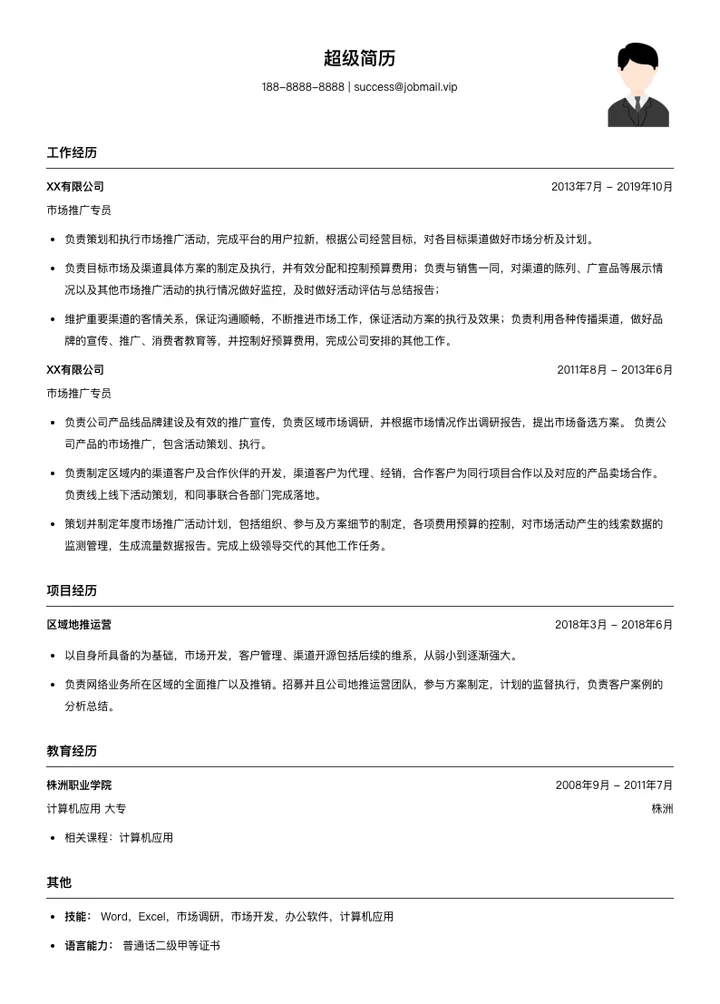 超级简历
188-8888-8888 | success@jobmail.vip
工作经历
XX有限公司 2013年7月 – 2019年10月
市场推广专员
• 负责策划和执行市场推广活动，完成平台的用户拉新，根据公司经营目标，对各目标渠道做好市场分析及计划。
• 负责目标市场及渠道具体方案的制定及执行，并有效分配和控制预算费用；负责与销售一同，对渠道的陈列、广宣品等展示情
况以及其他市场推广活动的执行情况做好监控，及时做好活动评估与总结报告；
• 维护重要渠道的客情关系，保证沟通顺畅，不断推进市场工作，保证活动方案的执行及效果；负责利用各种传播渠道，做好品
牌的宣传、推广、消费者教育等，并控制好预算费用，完成公司安排的其他工作。
XX有限公司 2011年8月 – 2013年6月
市场推广专员
• 负责公司产品线品牌建设及有效的推广宣传，负责区域市场调研，并根据市场情况作出调研报告，提出市场备选方案。 负责公
司产品的市场推广，包含活动策划、执行。
• 负责制定区域内的渠道客户及合作伙伴的开发，渠道客户为代理、经销，合作客户为同行项目合作以及对应的产品卖场合作。
负责线上线下活动策划，和同事联合各部门完成落地。
• 策划并制定年度市场推广活动计划，包括组织、参与及方案细节的制定，各项费用预算的控制，对市场活动产生的线索数据的
监测管理，生成流量数据报告。完成上级领导交代的其他工作任务。
项目经历
区域地推运营 2018年3月 – 2018年6月
• 以自身所具备的为基础，市场开发，客户管理、渠道开源包括后续的维系，从弱小到逐渐强大。
• 负责网络业务所在区域的全面推广以及推销。招募并且公司地推运营团队，参与方案制定，计划的监督执行，负责客户案例的
分析总结。
教育经历
株洲职业学院 2008年9月 – 2011年7月
计算机应用 大专 株洲
• 相关课程：计算机应用
其他
• 技能： Word，Excel，市场调研，市场开发，办公软件，计算机应用
• 语言能力： 普通话二级甲等证书